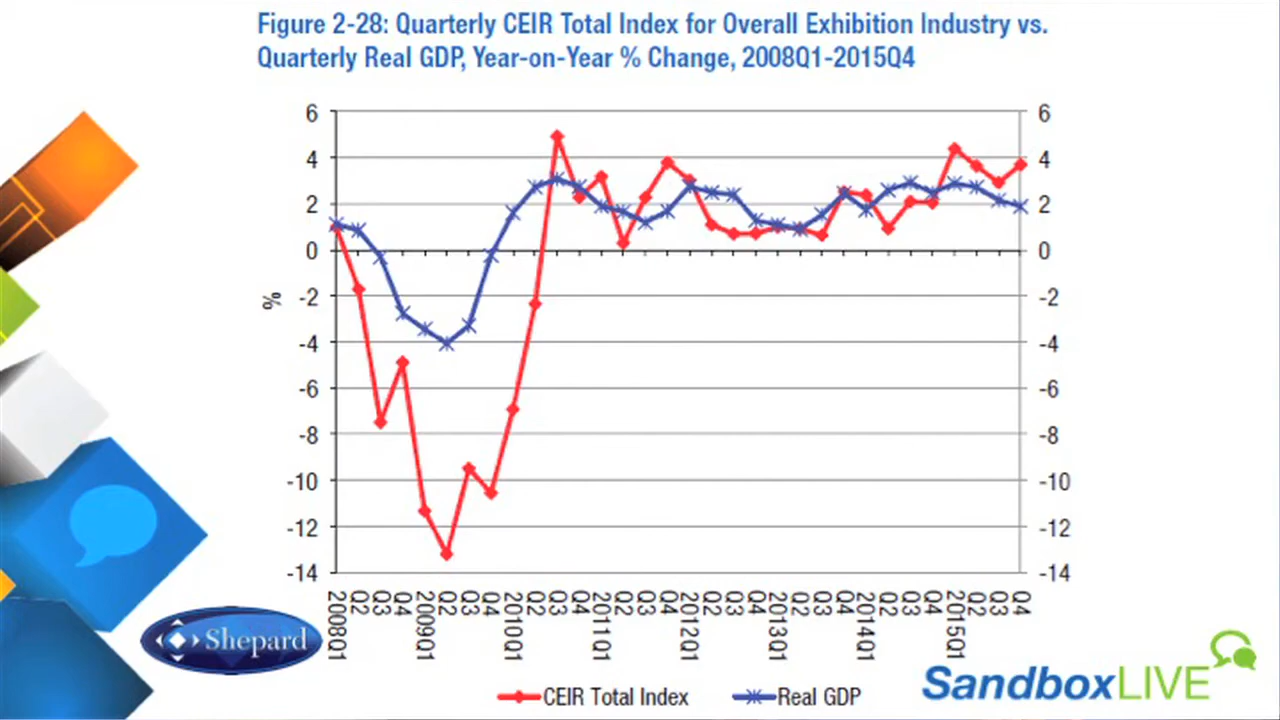 Figure 2-28: Quarterly CEIR Total Index for Overall Exhibition Industry vs.
Quarterly Real GDP, Year-on-Year % Change, 2008Q1-2015Q4
6 6
4 4
2 2
0 0
%
-2 -2
-4 -4
-6 -6
-8 -8
-10 -10
-12 -12
-14 -14
2008Q1 Q2 Q3 Q4 2009Q1 Q2 Q3 Q4 2010Q1 Q2 Q3 Q4 2011Q1 Q2 Q3 Q4 2012Q1 Q2 Q3 Q4 2013Q1 Q2 Q3 Q4 2014Q1 Q2 Q3 Q4 2015Q1 Q2 Q3 Q4
Shepard
CEIR Total Index Real GDP
SandboxLIVE